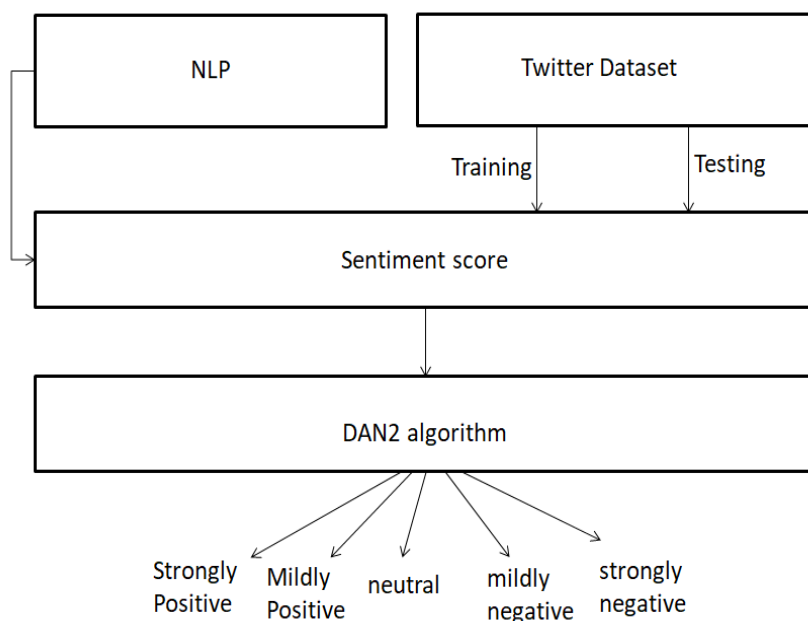 NLP
Twitter Dataset
Training
Testing
Sentiment score
DAN2 algorithm
Strongly
Positive
Mildly
Positive
neutral
mildly
negative
strongly
negative